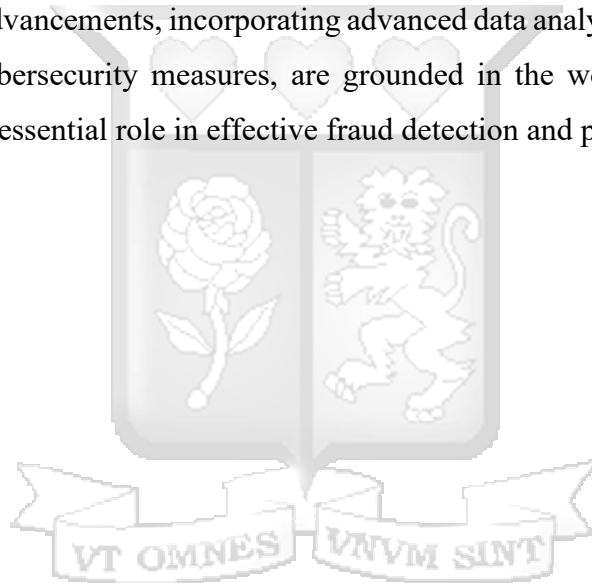 dvancements, incorporating advanced data analy
bersecurity measures, are grounded in the w
essential role in effective fraud detection and p
VT OMNES VNVM SINT